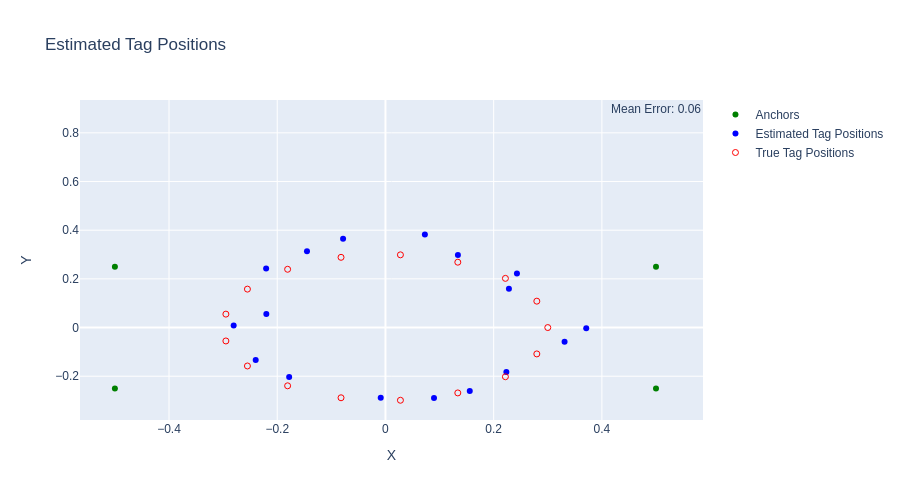 Estimated Tag Positions
Mean Error: 0.06
Anchors
Estimated Tag Positions
True Tag Positions
0.8
0.6
0.4
0.2
0
−0.2
Y
−0.4
−0.2
0
0.2
0.4
X